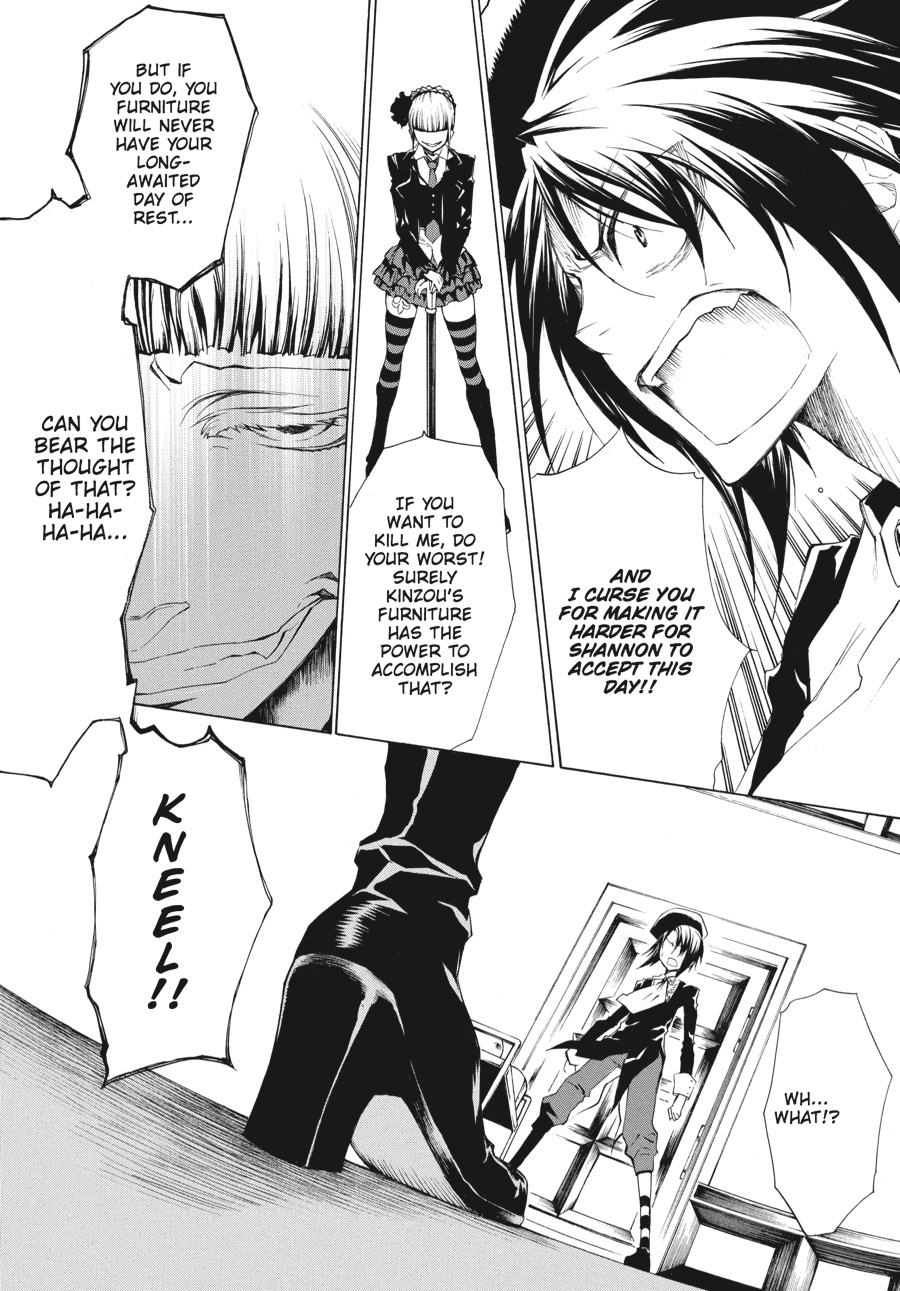 AND
I CURSE YOU
FOR MAKING IT
HARDER FOR
SHANNON TO
ACCEPT THIS
DAY!!
IF YOU
WANT TO
KILL ME, DO
YOUR WORST!
SURELY
KINZOU'S
FURNITURE
HAS THE
POWER TO
ACCOMPLISH
THAT?
BUT IF
YOU DO, YOU
FURNITURE
WILL NEVER
HAVE YOUR
LONG-
AWAITED
DAY OF
REST...
CAN YOU
BEAR THE
THOUGHT
OF THAT?
HA-HA-
HA-HA...
WH...
WHAT!?
KNEEL!!